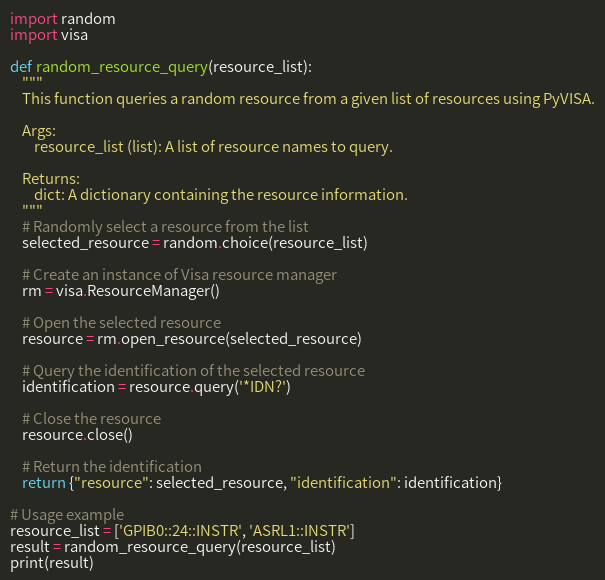 import random
import visa

def random_resource_query(resource_list):
    """
    This function queries a random resource from a given list of resources using PyVISA.

    Args:
        resource_list (list): A list of resource names to query.

    Returns:
        dict: A dictionary containing the resource information.
    """
    # Randomly select a resource from the list
    selected_resource = random.choice(resource_list)

    # Create an instance of Visa resource manager
    rm = visa.ResourceManager()

    # Open the selected resource
    resource = rm.open_resource(selected_resource)

    # Query the identification of the selected resource
    identification = resource.query('*IDN?')

    # Close the resource
    resource.close()

    # Return the identification
    return {"resource": selected_resource, "identification": identification}

# Usage example
resource_list = ['GPIB0::24::INSTR', 'ASRL1::INSTR']
result = random_resource_query(resource_list)
print(result)